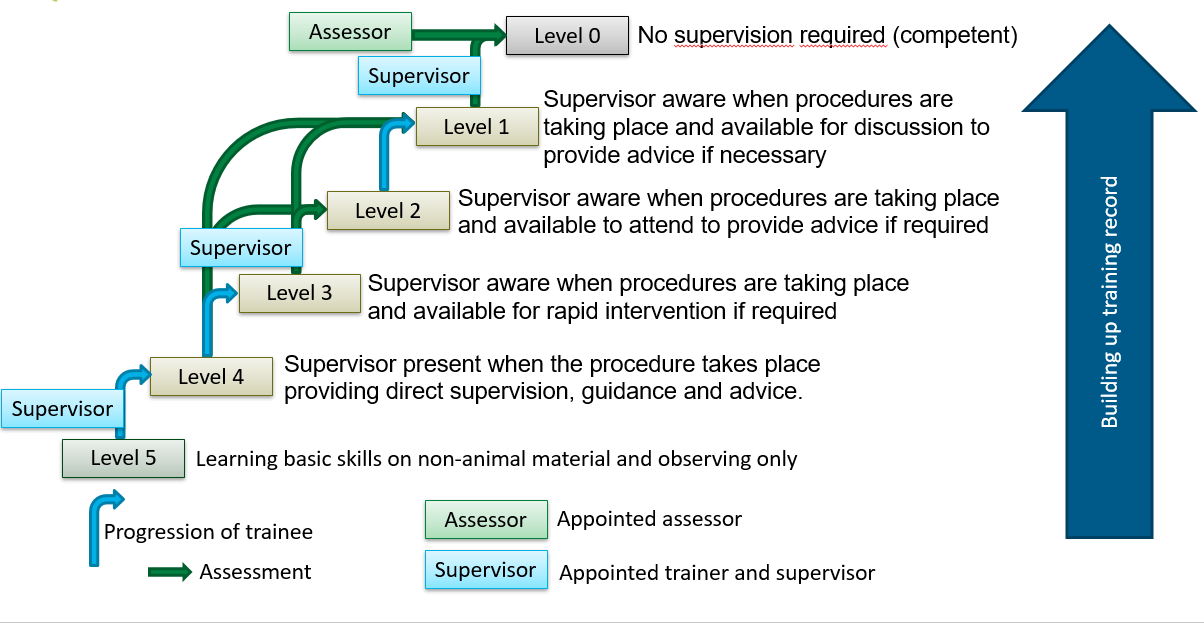 Assessor
Level 0
No supervision required (competent)
Supervisor
Level 1
Supervisor aware when procedures are
taking place and available for discussion to
provide advice if necessary
Level 2
Supervisor aware when procedures are taking place
and available to attend to provide advice if required
Supervisor
Level 3
Supervisor aware when procedures are taking place
and available for rapid intervention if required
Level 4
Supervisor present when the procedure takes place
providing direct supervision, guidance and advice.
Supervisor
Level 5
Learning basic skills on non-animal material and observing only
Progression of trainee
Assessment
Assessor
Appointed assessor
Supervisor
Appointed trainer and supervisor
Building up training record